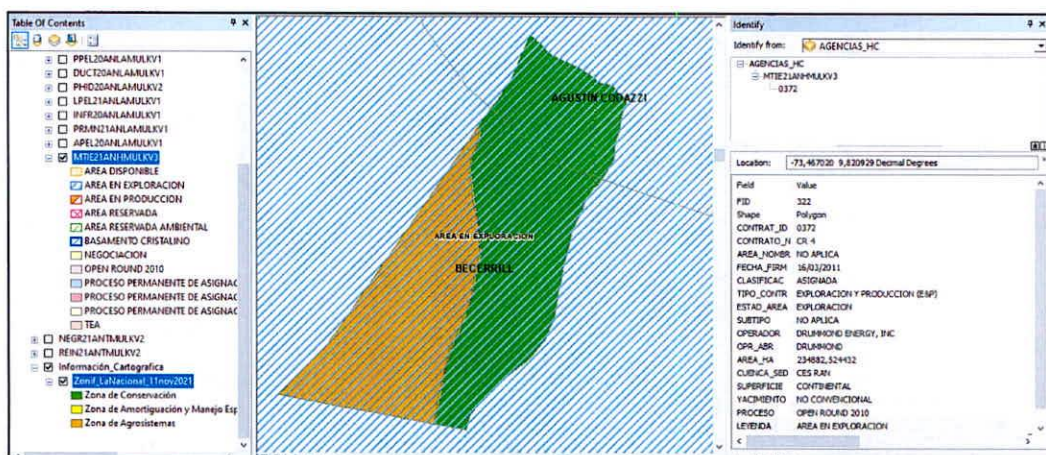 Table Of Contents
PPEL20ANLAMULKV1
DUCT20ANLAMULKV1
PHID20ANLAMULKV2
LPEL21ANLAMULKV1
INFR20ANLAMULKV1
PRMN21ANLAMULKV1
APEL20ANLAMULKV1
MTIE21ANHMULKV3
AREA DISPONIBLE
AREA EN EXPLORACION
AREA EN PRODUCCION
AREA RESERVADA
AREA RESERVADA AMBIENTAL
BASAMENTO CRISTALINO
NEGOCIACION
OPEN ROUND 2010
PROCESO PERMANENTE DE ASIGNAC
PROCESO PERMANENTE DE ASIGNAC
PROCESO PERMANENTE DE ASIGNAC
TEA
NEGR21ANTMULKV2
REIN21ANTMULKV2
Información_Cartografica
Zonif_LaNacional_11nov2021
Zona de Conservación
Zona de Amortiguación y Manejo Esp
Zona de Agrosistemas
AGUSTÍN CODAZZI
AREA EN EXPLORACION
BECERRILL
Identify
Identify from: AGENCIAS_HC
AGENCIAS_HC
MTIE21ANHMULKV3
0372
Location: -73,467020 9,820929 Decimal Degrees
Field Value
FID 322
Shape Polygon
CONTRAT_ID 0372
CONTRATO_N CR 4
AREA_NOMBR NO APLICA
FECHA_FIRM 16/03/2011
CLASIFICAC ASIGNADA
TIPO_CONTR EXPLORACION Y PRODUCCION (E&P)
ESTAD_AREA EXPLORACION
SUBTIPO NO APLICA
OPERADOR DRUMMOND ENERGY, INC
OPR_ABR DRUMMOND
AREA_HA 234882,524432
CUENCA_SED CES RAN
SUPERFICIE CONTINENTAL
YACIMIENTO NO CONVENCIONAL
PROCESO OPEN ROUND 2010
LEYENDA AREA EN EXPLORACION